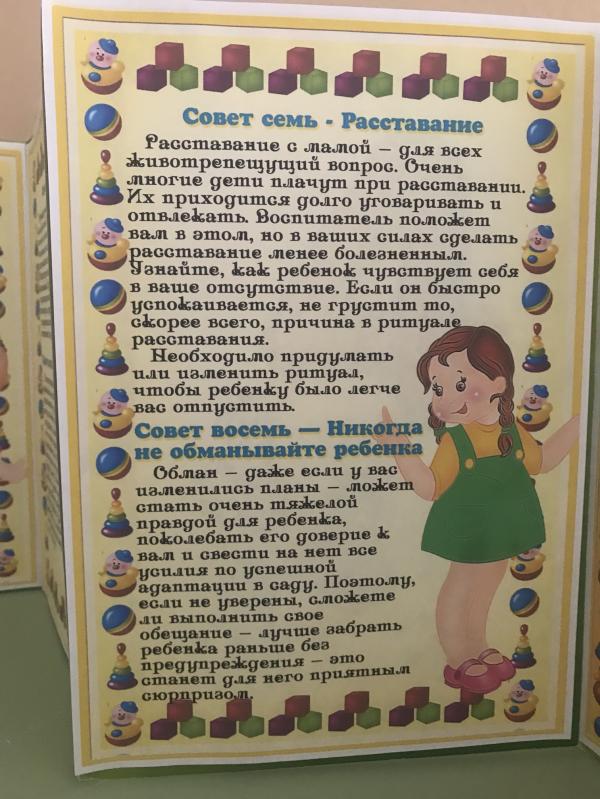 Совет семь - Расставание
Расставание с мамой – для всех
животрепещущий вопрос. Очень
многие дети плачут при расставании.
Их приходится долго уговаривать и
отвлекать. Воспитатель поможет
вам в этом, но в ваших силах сделать
расставание менее болезненным.
Узнайте, как ребенок чувствует себя
в ваше отсутствие. Если он быстро
успокаивается, не грустит то,
скорее всего, причина в ритуале
расставания.
Необходимо придумать
или изменить ритуал,
чтобы ребенку было легче
вас отпустить.
Совет восемь — Никогда
не обманывайте ребенка
Обман – даже если у вас
изменились планы – может
стать очень тяжелой
правдой для ребенка,
поколебать его доверие к
вам и свести на нет все
усилия по успешной
адаптации в саду. Поэтому,
если не уверены, сможете
ли выполнить свое
обещание – лучше забрать
ребенка раньше без
предупреждения – это
станет для него приятным
сюрпризом.